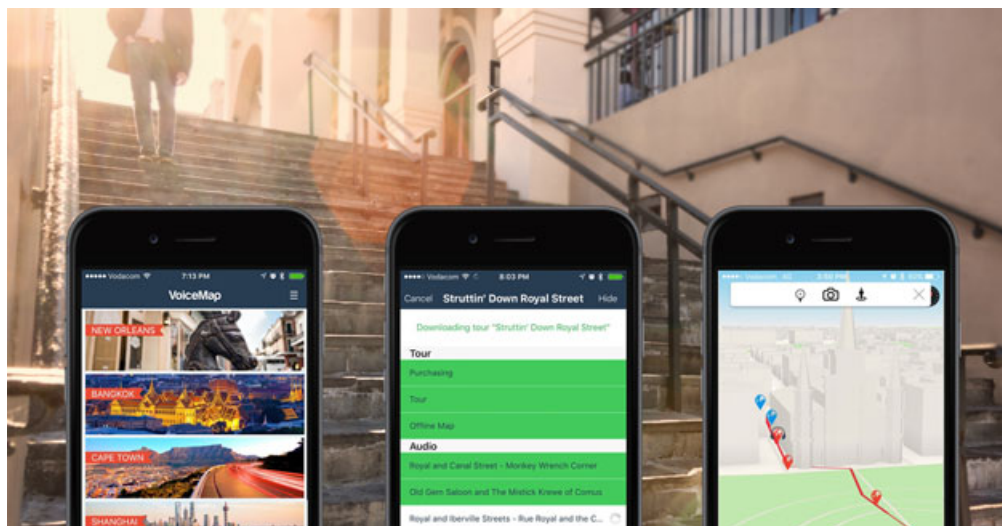 Vodacom 7:13 PM
VoiceMap
NEW ORLEANS
BANGKOK
CAPE TOWN
SHANGHAI
Vodacom 8:03 PM
Cancel Struttin' Down Royal Street Hide
Downloading tour "Struttin' Down Royal Street"
Tour
Purchasing
Tour
Offline Map
Audio
Royal and Canal Street - Monkey Wrench Corner
Old Gem Saloon and The Mistick Krewe of Comus
Royal and Iberville Streets - Rue Royal and the C...
Vodacom 4G